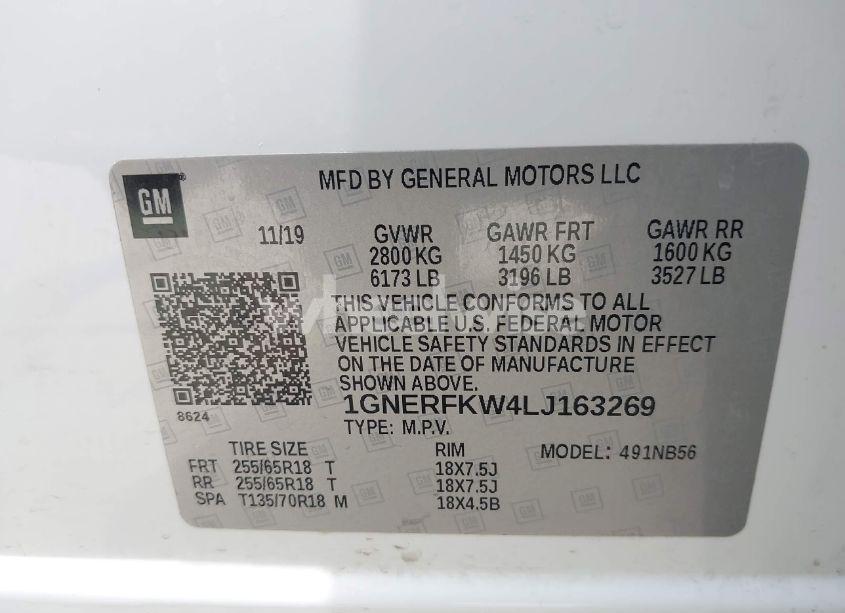 GM
MFD BY GENERAL MOTORS LLC
11/19 GVWR GAWR FRT GAWR RR
2800 KG 1450 KG 1600 KG
6173 LB 3196 LB 3527 LB
THIS VEHICLE CONFORMS TO ALL
APPLICABLE U.S. FEDERAL MOTOR
VEHICLE SAFETY STANDARDS IN EFFECT
ON THE DATE OF MANUFACTURE
SHOWN ABOVE.
8624 1GNERFKW4LJ163269
TYPE: M.P.V.
TIRE SIZE RIM MODEL: 491NB56
FRT 255/65R18 T 18X7.5J
RR 255/65R18 T 18X7.5J
SPA T135/70R18 M 18X4.5B